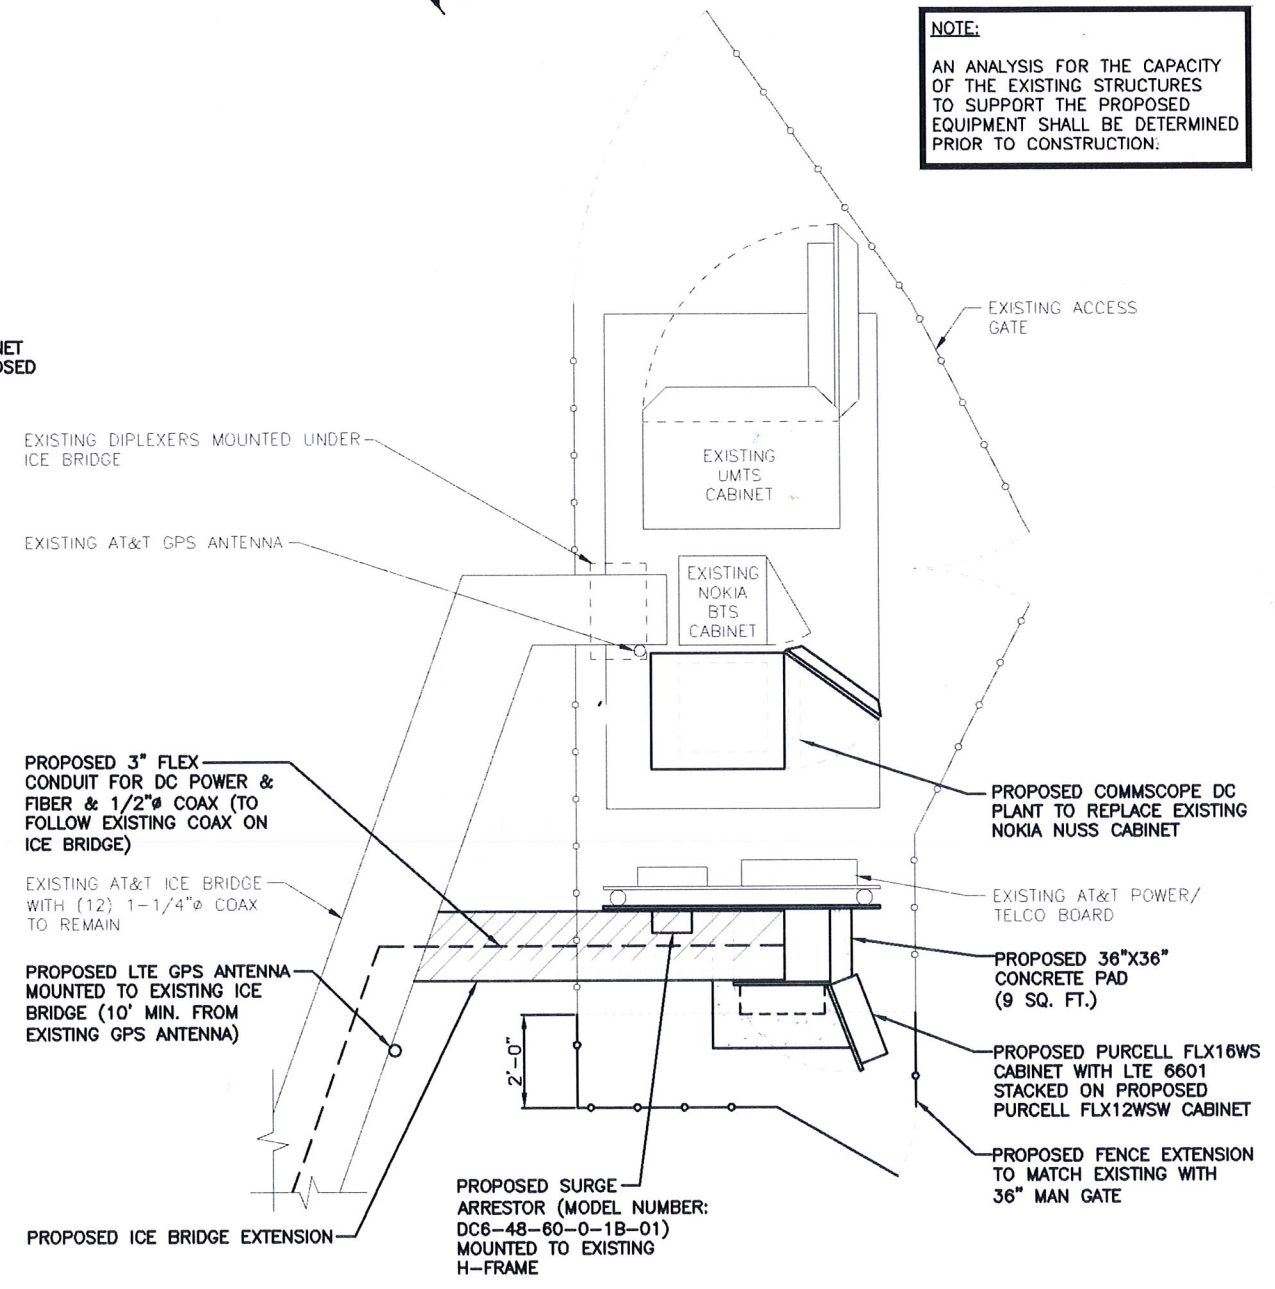 NOTE:
AN ANALYSIS FOR THE CAPACITY
OF THE EXISTING STRUCTURES
TO SUPPORT THE PROPOSED
EQUIPMENT SHALL BE DETERMINED
PRIOR TO CONSTRUCTION.
EXISTING ACCESS
GATE
EXISTING DIPLEXERS MOUNTED UNDER
ICE BRIDGE
EXISTING
UMTS
CABINET
EXISTING AT&T GPS ANTENNA
EXISTING
NOKIA
BTS
CABINET
PROPOSED 3" FLEX
CONDUIT FOR DC POWER &
FIBER & 1/2"ø COAX (TO
FOLLOW EXISTING COAX ON
ICE BRIDGE)
PROPOSED COMMSCOPE DC
PLANT TO REPLACE EXISTING
NOKIA NUSS CABINET
EXISTING AT&T ICE BRIDGE
WITH (12) 1-1/4"ø COAX
TO REMAIN
EXISTING AT&T POWER/
TELCO BOARD
PROPOSED LTE GPS ANTENNA
MOUNTED TO EXISTING ICE
BRIDGE (10' MIN. FROM
EXISTING GPS ANTENNA)
PROPOSED 36"X36"
CONCRETE PAD
(9 SQ. FT.)
2'-0"
PROPOSED PURCELL FLX16WS
CABINET WITH LTE 6601
STACKED ON PROPOSED
PURCELL FLX12WSW CABINET
PROPOSED FENCE EXTENSION
TO MATCH EXISTING WITH
36" MAN GATE
PROPOSED SURGE
ARRESTOR (MODEL NUMBER:
DC6-48-60-0-1B-01)
MOUNTED TO EXISTING
H-FRAME
PROPOSED ICE BRIDGE EXTENSION